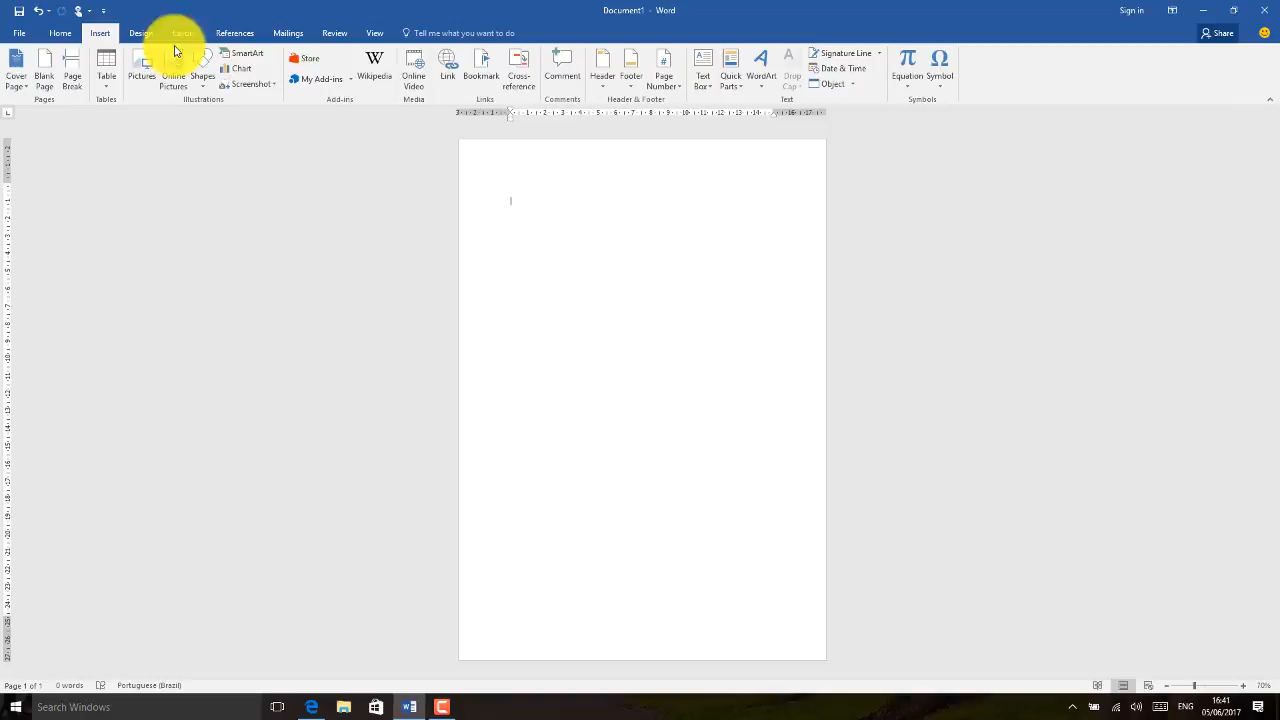 Document1 - Word
Sign in
File Home Insert Design Layout References Mailings Review View Tell me what you want to do Share
Cover Page
Blank Page
Page Break
Pages
Table
Tables
Pictures
Online Pictures
Shapes
SmartArt
Chart
Screenshot
Illustrations
Store
My Add-ins
W
Wikipedia
Add-ins
Online Video
Media
Link
Bookmark
Cross-reference
Links
Comment
Comments
Header
Footer
Page Number
Header & Footer
Text Box
Quick Parts
WordArt
Drop Cap
Signature Line
Date & Time
Object
Text
Equation
Symbol
Symbols
Page 1 of 1 0 words Portuguese (Brazil) 70%
Search Windows
ENG
16:41
05/06/2017